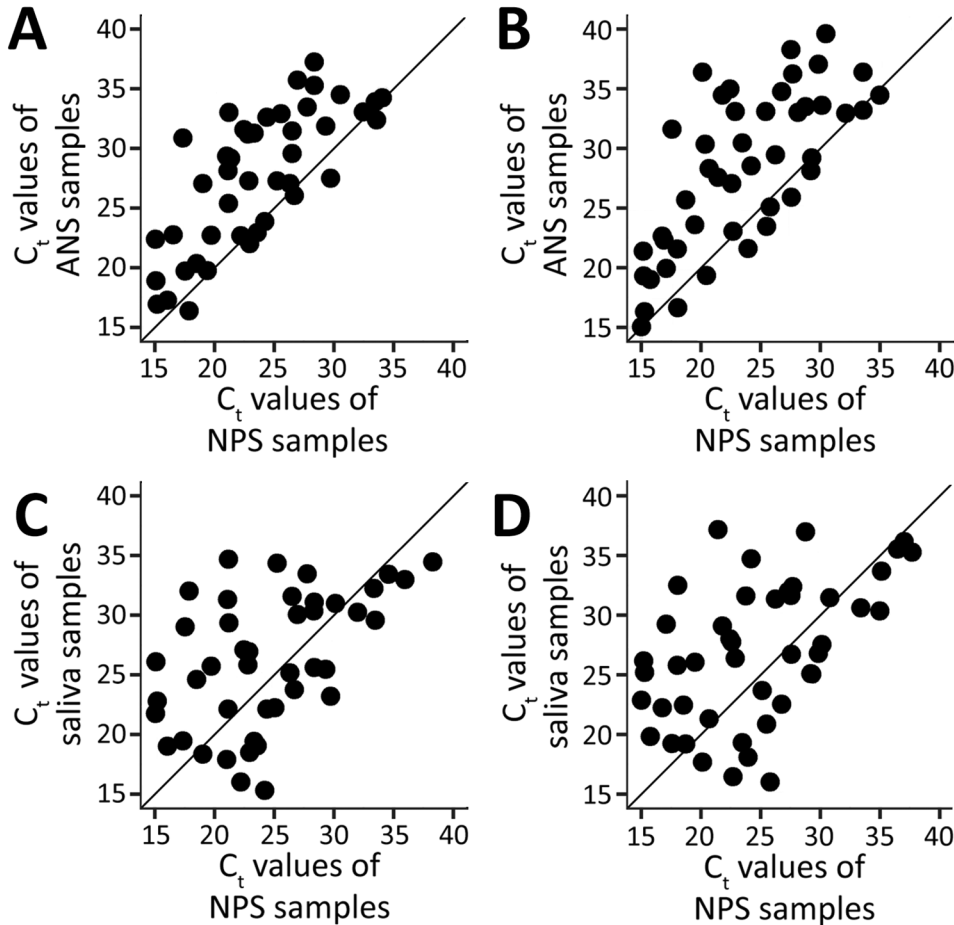 A
40
35
30
25
20
15
Ct values of
ANS samples
15 20 25 30 35 40
Ct values of
NPS samples
B
40
35
30
25
20
15
Ct values of
ANS samples
15 20 25 30 35 40
Ct values of
NPS samples
C
40
35
30
25
20
15
Ct values of
saliva samples
15 20 25 30 35 40
Ct values of
NPS samples
D
40
35
30
25
20
15
Ct values of
saliva samples
15 20 25 30 35 40
Ct values of
NPS samples